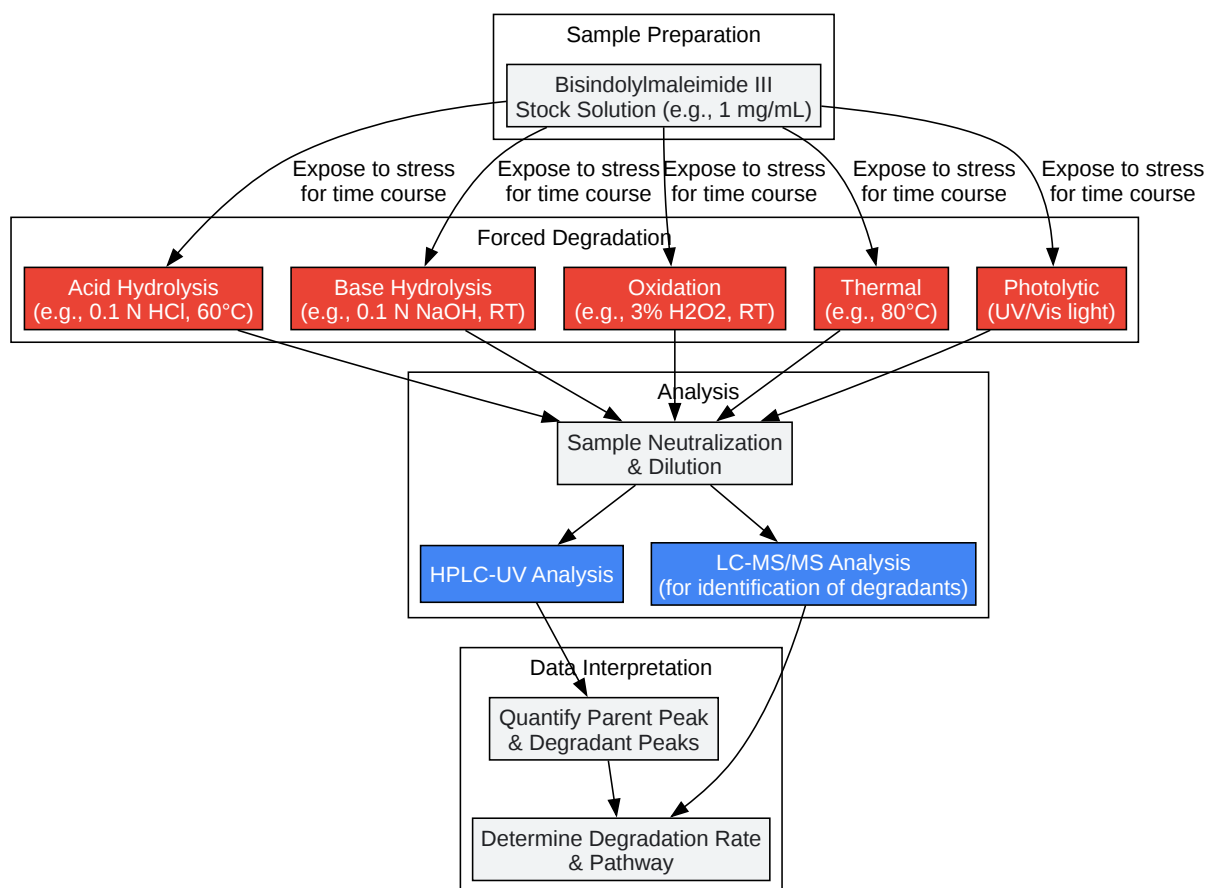 Sample Preparation
Bisindolylmaleimide III
Stock Solution (e.g., 1 mg/mL)
Expose to stress
for time course
Expose to stress
for time course
Expose to stress
for time course
Expose to stress
for time course
Expose to stress
for time course
Forced Degradation
Acid Hydrolysis
(e.g., 0.1 N HCl, 60°C)
Base Hydrolysis
(e.g., 0.1 N NaOH, RT)
Oxidation
(e.g., 3% H2O2, RT)
Thermal
(e.g., 80°C)
Photolytic
(UV/Vis light)
Analysis
Sample Neutralization
& Dilution
HPLC-UV Analysis
LC-MS/MS Analysis
(for identification of degradants)
Data Interpretation
Quantify Parent Peak
& Degradant Peaks
Determine Degradation Rate
& Pathway